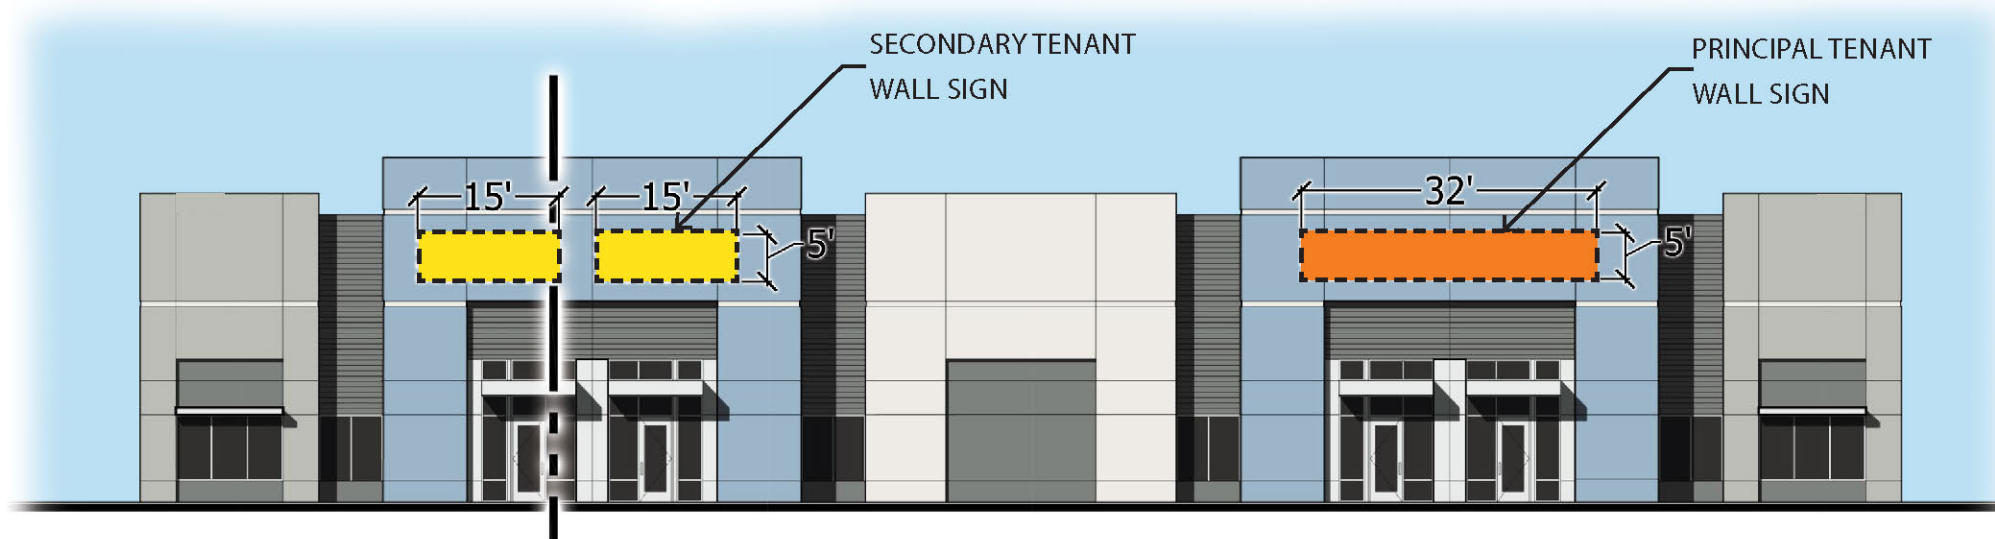 SECONDARY TENANT
WALL SIGN
PRINCIPAL TENANT
WALL SIGN
15'
15'
5'
32'
5'